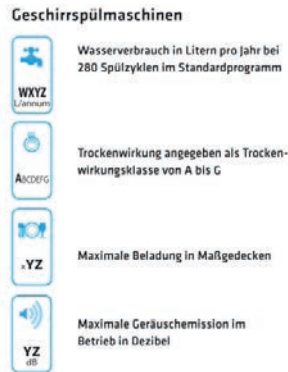 Geschirrspülmaschinen
WXYZ
L/annum
Wasserverbrauch in Litern pro Jahr bei
280 Spülzyklen im Standardprogramm
ABCDEFG
Trockenwirkung angegeben als Trocken-
wirkungsklasse von A bis G
xYZ
Maximale Beladung in Maßgedecken
YZ
dB
Maximale Geräuschemission im
Betrieb in Dezibel